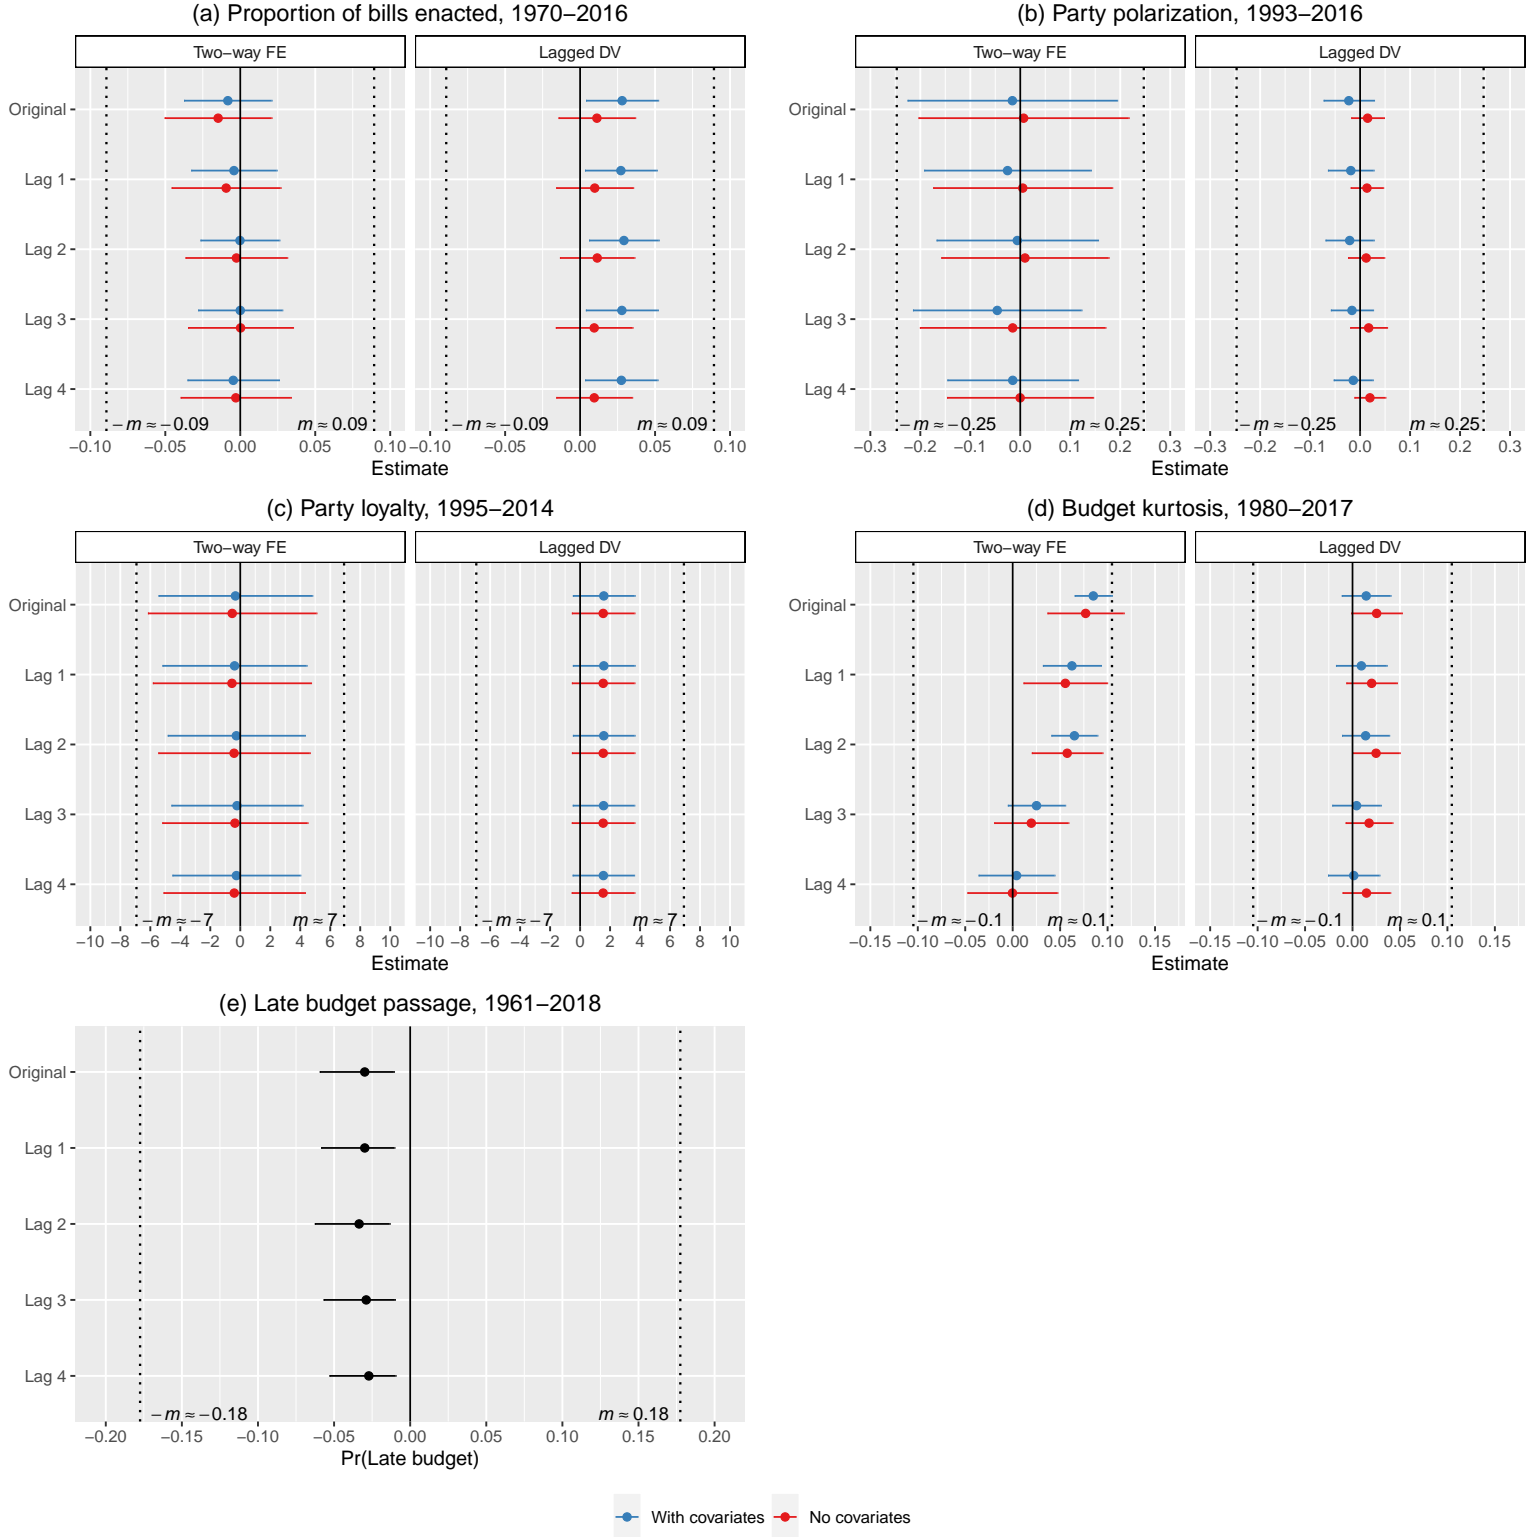 (a) Proportion of bills enacted, 1970−2016
Two−way FE
Lagged DV
Original
Lag 1
Lag 2
Lag 3
Lag 4
−m ≈ −0.09
m ≈ 0.09
−m ≈ −0.09
m ≈ 0.09
−0.10 −0.05 0.00 0.05 0.10
−0.10 −0.05 0.00 0.05 0.10
Estimate
(b) Party polarization, 1993−2016
Two−way FE
Lagged DV
Original
Lag 1
Lag 2
Lag 3
Lag 4
−m ≈ −0.25
m ≈ 0.25
−m ≈ −0.25
m ≈ 0.25
−0.3 −0.2 −0.1 0.0 0.1 0.2 0.3
−0.3 −0.2 −0.1 0.0 0.1 0.2 0.3
Estimate
(c) Party loyalty, 1995−2014
Two−way FE
Lagged DV
Original
Lag 1
Lag 2
Lag 3
Lag 4
−m ≈ −7
m ≈ 7
−m ≈ −7
m ≈ 7
−10 −8 −6 −4 −2 0 2 4 6 8 10
−10 −8 −6 −4 −2 0 2 4 6 8 10
Estimate
(d) Budget kurtosis, 1980−2017
Two−way FE
Lagged DV
Original
Lag 1
Lag 2
Lag 3
Lag 4
−m ≈ −0.1
m ≈ 0.1
−m ≈ −0.1
m ≈ 0.1
−0.15 −0.10 −0.05 0.00 0.05 0.10 0.15
−0.15 −0.10 −0.05 0.00 0.05 0.10 0.15
Estimate
(e) Late budget passage, 1961−2018
Original
Lag 1
Lag 2
Lag 3
Lag 4
−m ≈ −0.18
m ≈ 0.18
−0.20 −0.15 −0.10 −0.05 0.00 0.05 0.10 0.15 0.20
Pr(Late budget)
With covariates
No covariates